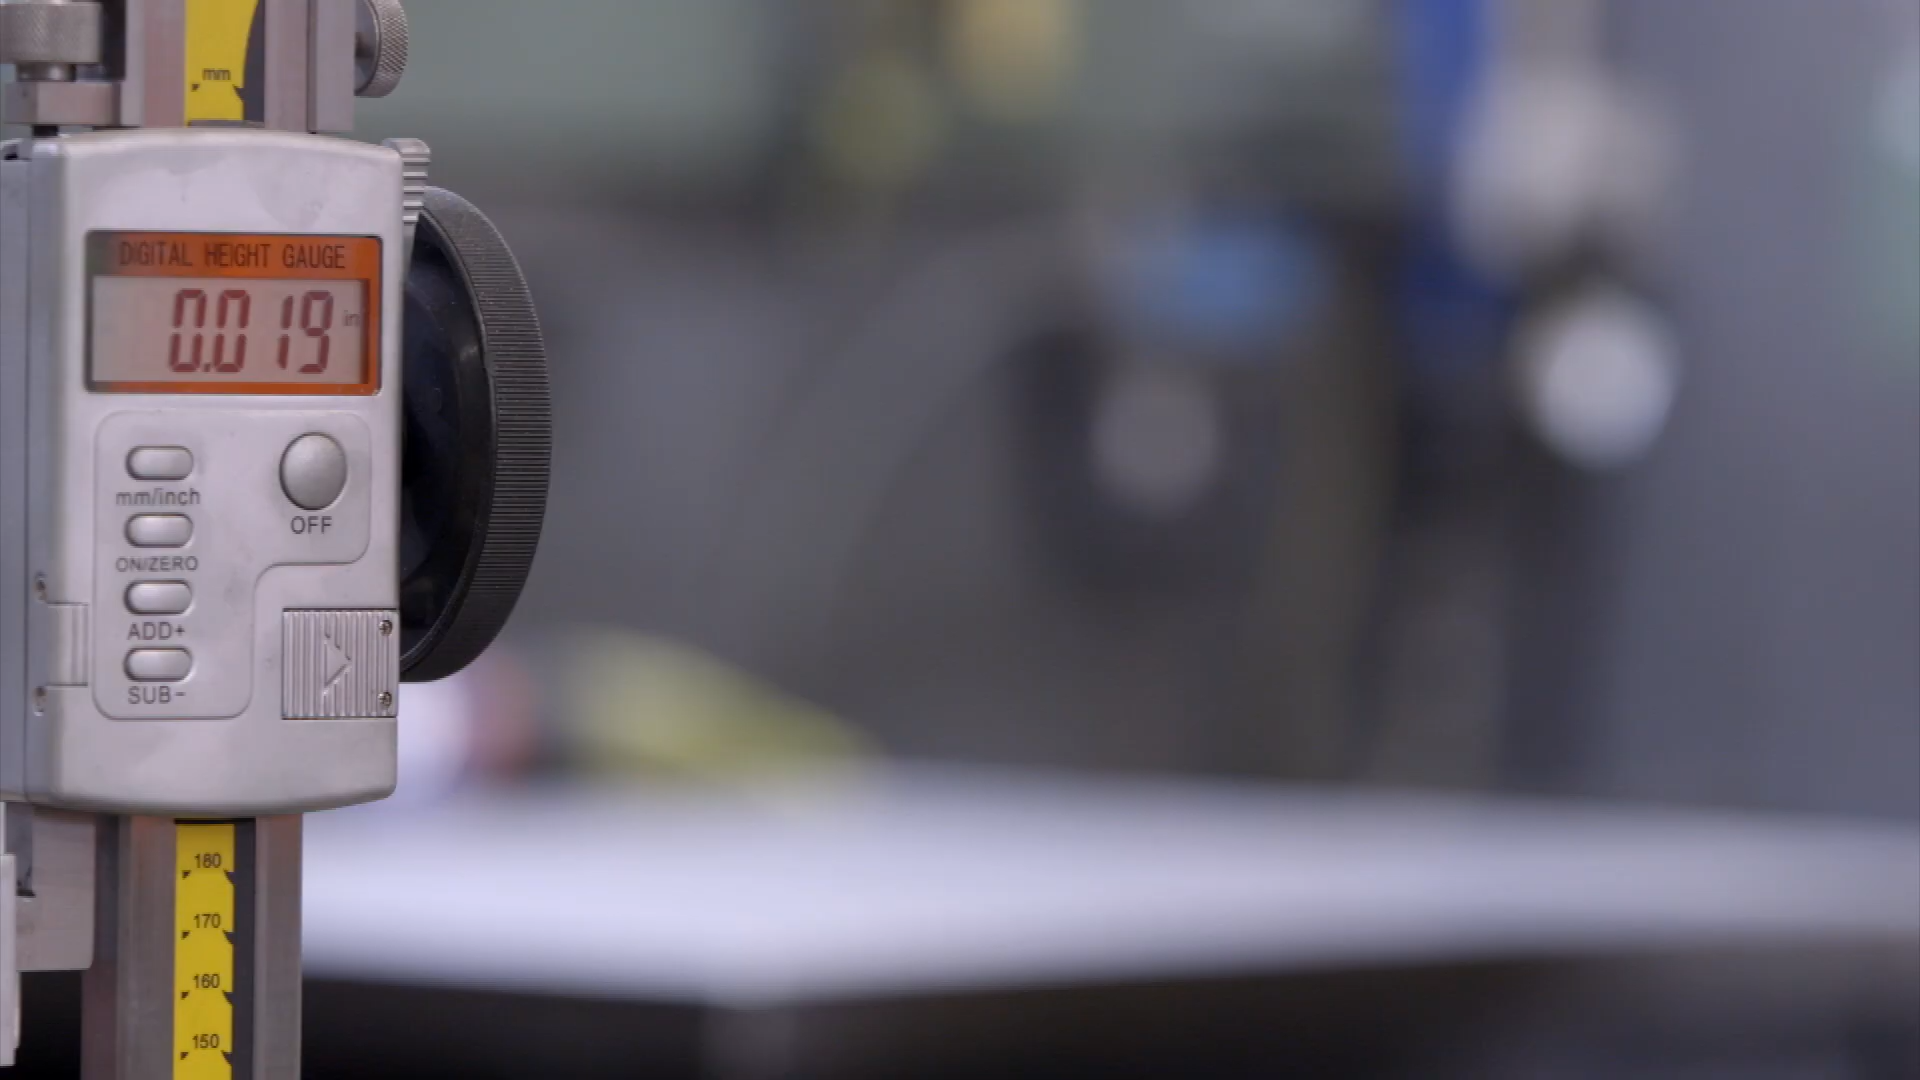 mm
DIGITAL HEIGHT GAUGE
0.019 in
mm/inch
OFF
ON/ZERO
ADD+
SUB-
180
170
160
150